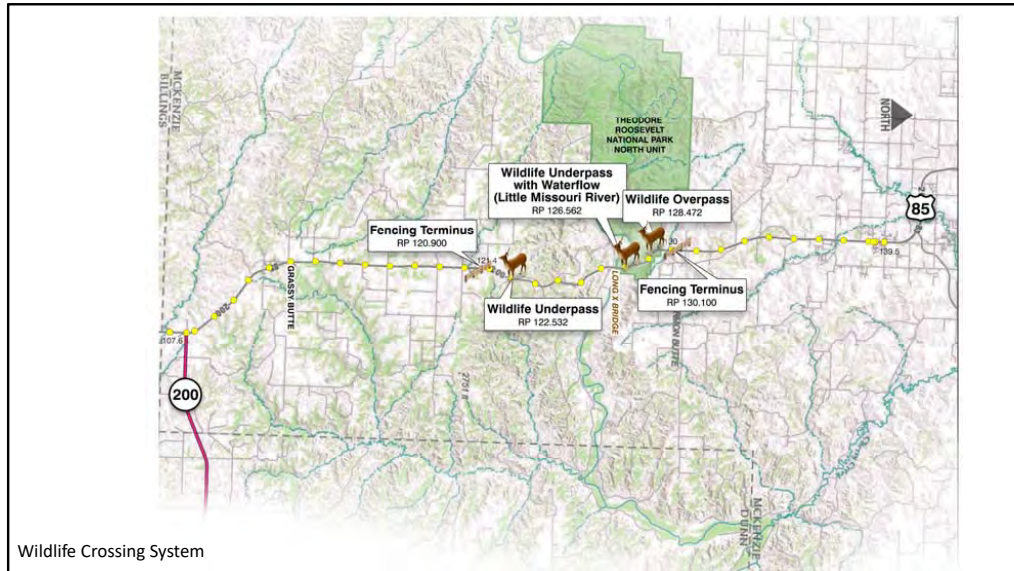 MCKENZIE
BILLINGS
THEODORE
ROOSEVELT
NATIONAL PARK
NORTH UNIT
NORTH
Wildlife Underpass
with Waterflow
(Little Missouri River)
RP 126.562
Wildlife Overpass
RP 128.472
85
Fencing Terminus
RP 120.900
121.4
130
139.5
GRASSY BUTTE
Wildlife Underpass
RP 122.532
LONG X BRIDGE
Fencing Terminus
RP 130.100
107.6
200
200
MCKENZIE
DUNN
Wildlife Crossing System